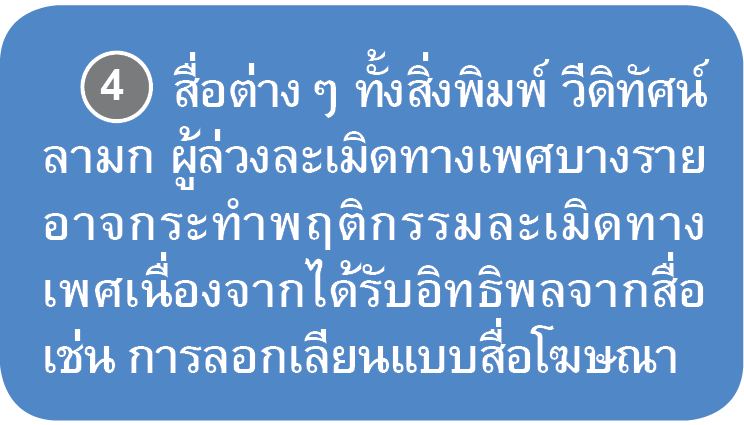 4 สื่อต่าง ๆ ทั้งสิ่งพิมพ์ วีดิทัศน์
ลามก ผู้ล่วงละเมิดทางเพศบางราย
อาจกระทำพฤติกรรมละเมิดทาง
เพศเนื่องจากได้รับอิทธิพลจากสื่อ
เช่น การลอกเลียนแบบสื่อโฆษณา